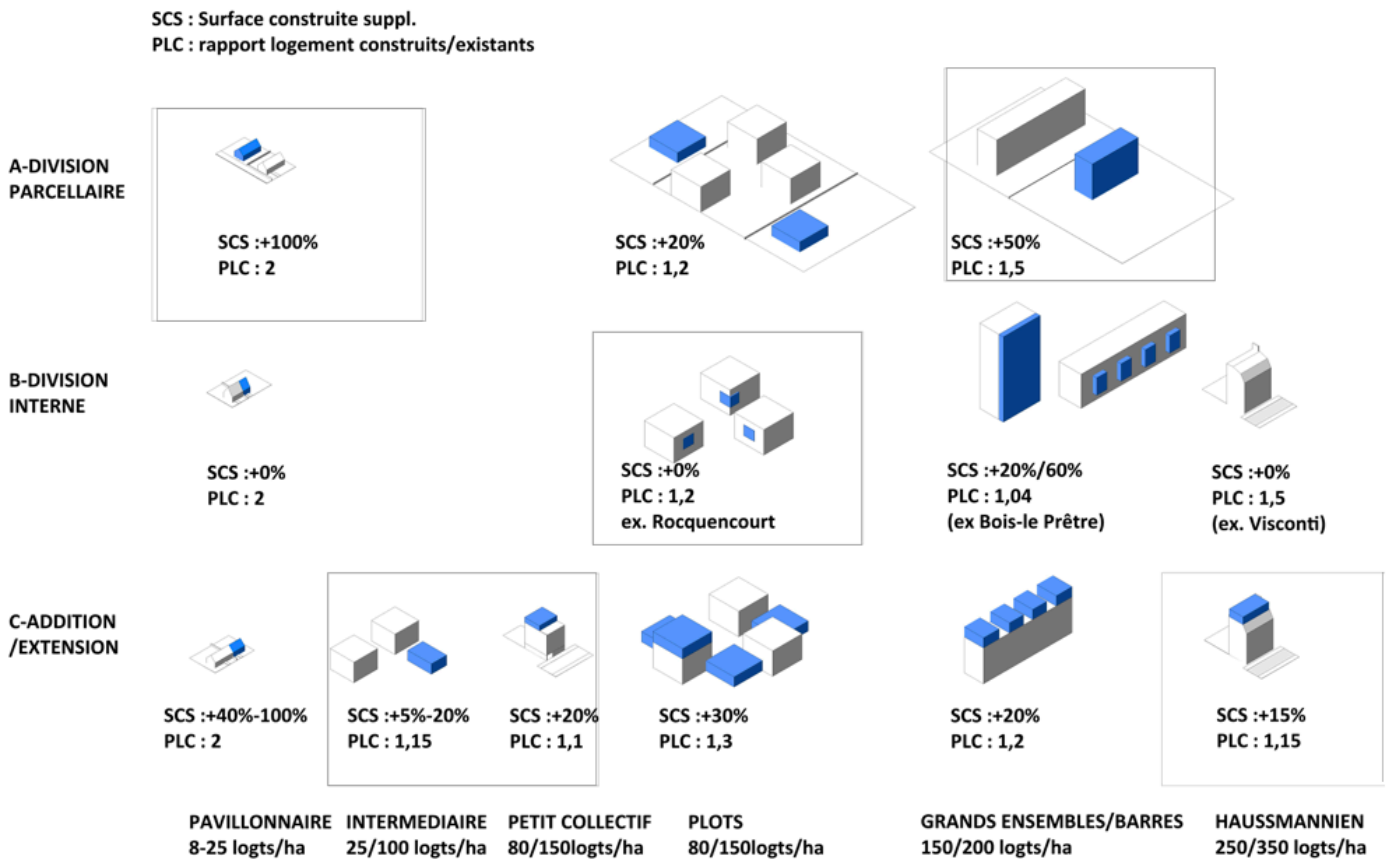 SCS : Surface construite suppl.
PLC : rapport logement construits/existants
A-DIVISION
PARCELLAIRE
SCS :+100%
PLC : 2
SCS :+20%
PLC : 1,2
SCS :+50%
PLC : 1,5
B-DIVISION
INTERNE
SCS :+0%
PLC : 2
SCS :+0%
PLC : 1,2
ex. Rocquencourt
SCS :+20%/60%
PLC : 1,04
(ex Bois-le Prêtre)
SCS :+0%
PLC : 1,5
(ex. Visconti)
C-ADDITION
/EXTENSION
SCS :+40%-100%
PLC : 2
SCS :+5%-20%
PLC : 1,15
SCS :+20%
PLC : 1,1
SCS :+30%
PLC : 1,3
SCS :+20%
PLC : 1,2
SCS :+15%
PLC : 1,15
PAVILLONNAIRE
8-25 logts/ha
INTERMEDIAIRE
25/100 logts/ha
PETIT COLLECTIF
80/150logts/ha
PLOTS
80/150logts/ha
GRANDS ENSEMBLES/BARRES
150/200 logts/ha
HAUSSMANNIEN
250/350 logts/ha